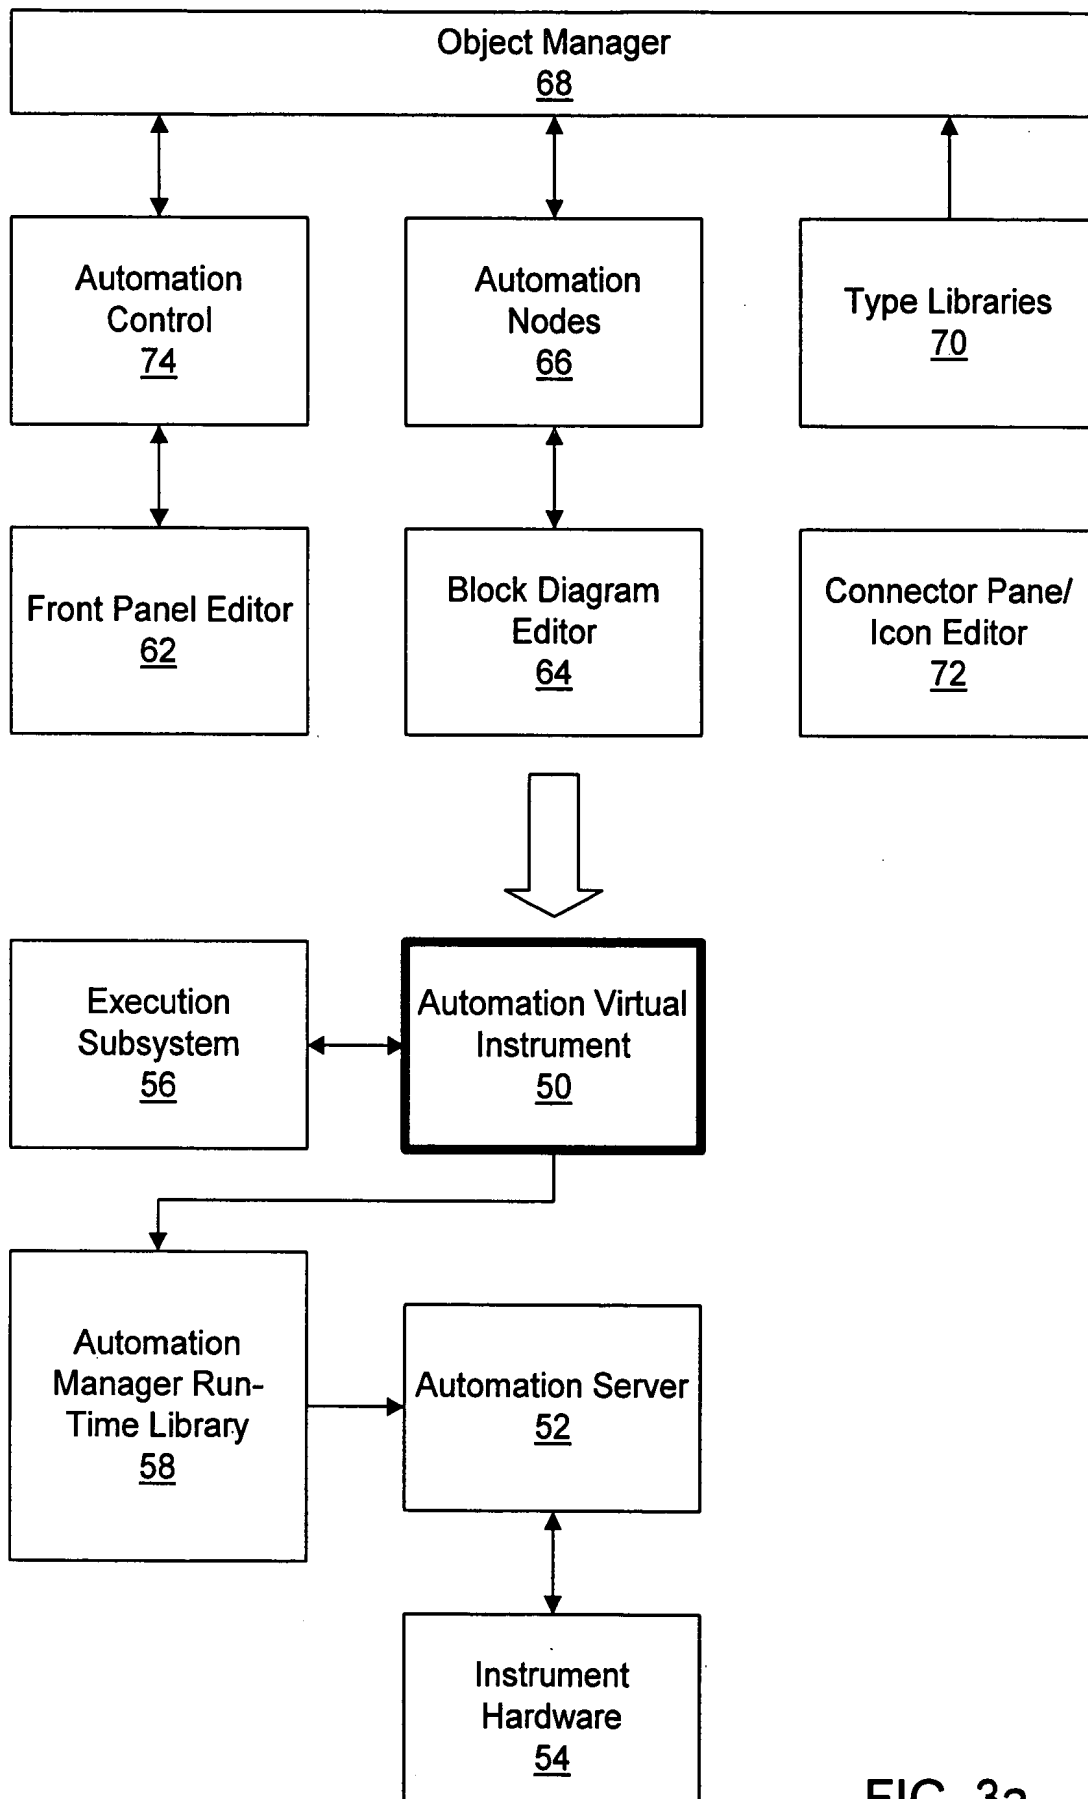 Object Manager
68
Automation
Control
74
Automation
Nodes
66
Type Libraries
70
Front Panel Editor
62
Block Diagram
Editor
64
Connector Pane/
Icon Editor
72
Execution
Subsystem
56
Automation Virtual
Instrument
50
Automation
Manager Run-
Time Library
58
Automation Server
52
Instrument
Hardware
54
FIG. 3a